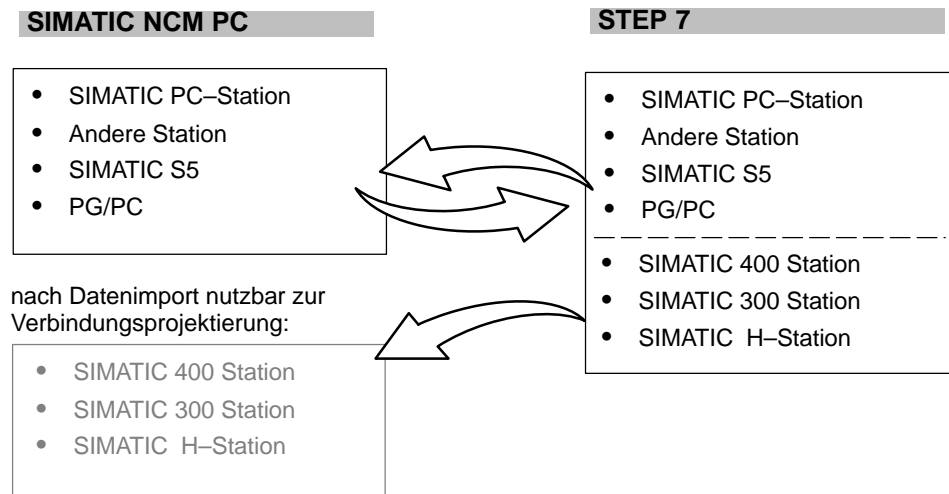 SIMATIC NCM PC
• SIMATIC PC–Station
• Andere Station
• SIMATIC S5
• PG/PC
nach Datenimport nutzbar zur
Verbindungsprojektierung:
• SIMATIC 400 Station
• SIMATIC 300 Station
• SIMATIC H–Station
STEP 7
• SIMATIC PC–Station
• Andere Station
• SIMATIC S5
• PG/PC
• SIMATIC 400 Station
• SIMATIC 300 Station
• SIMATIC H–Station